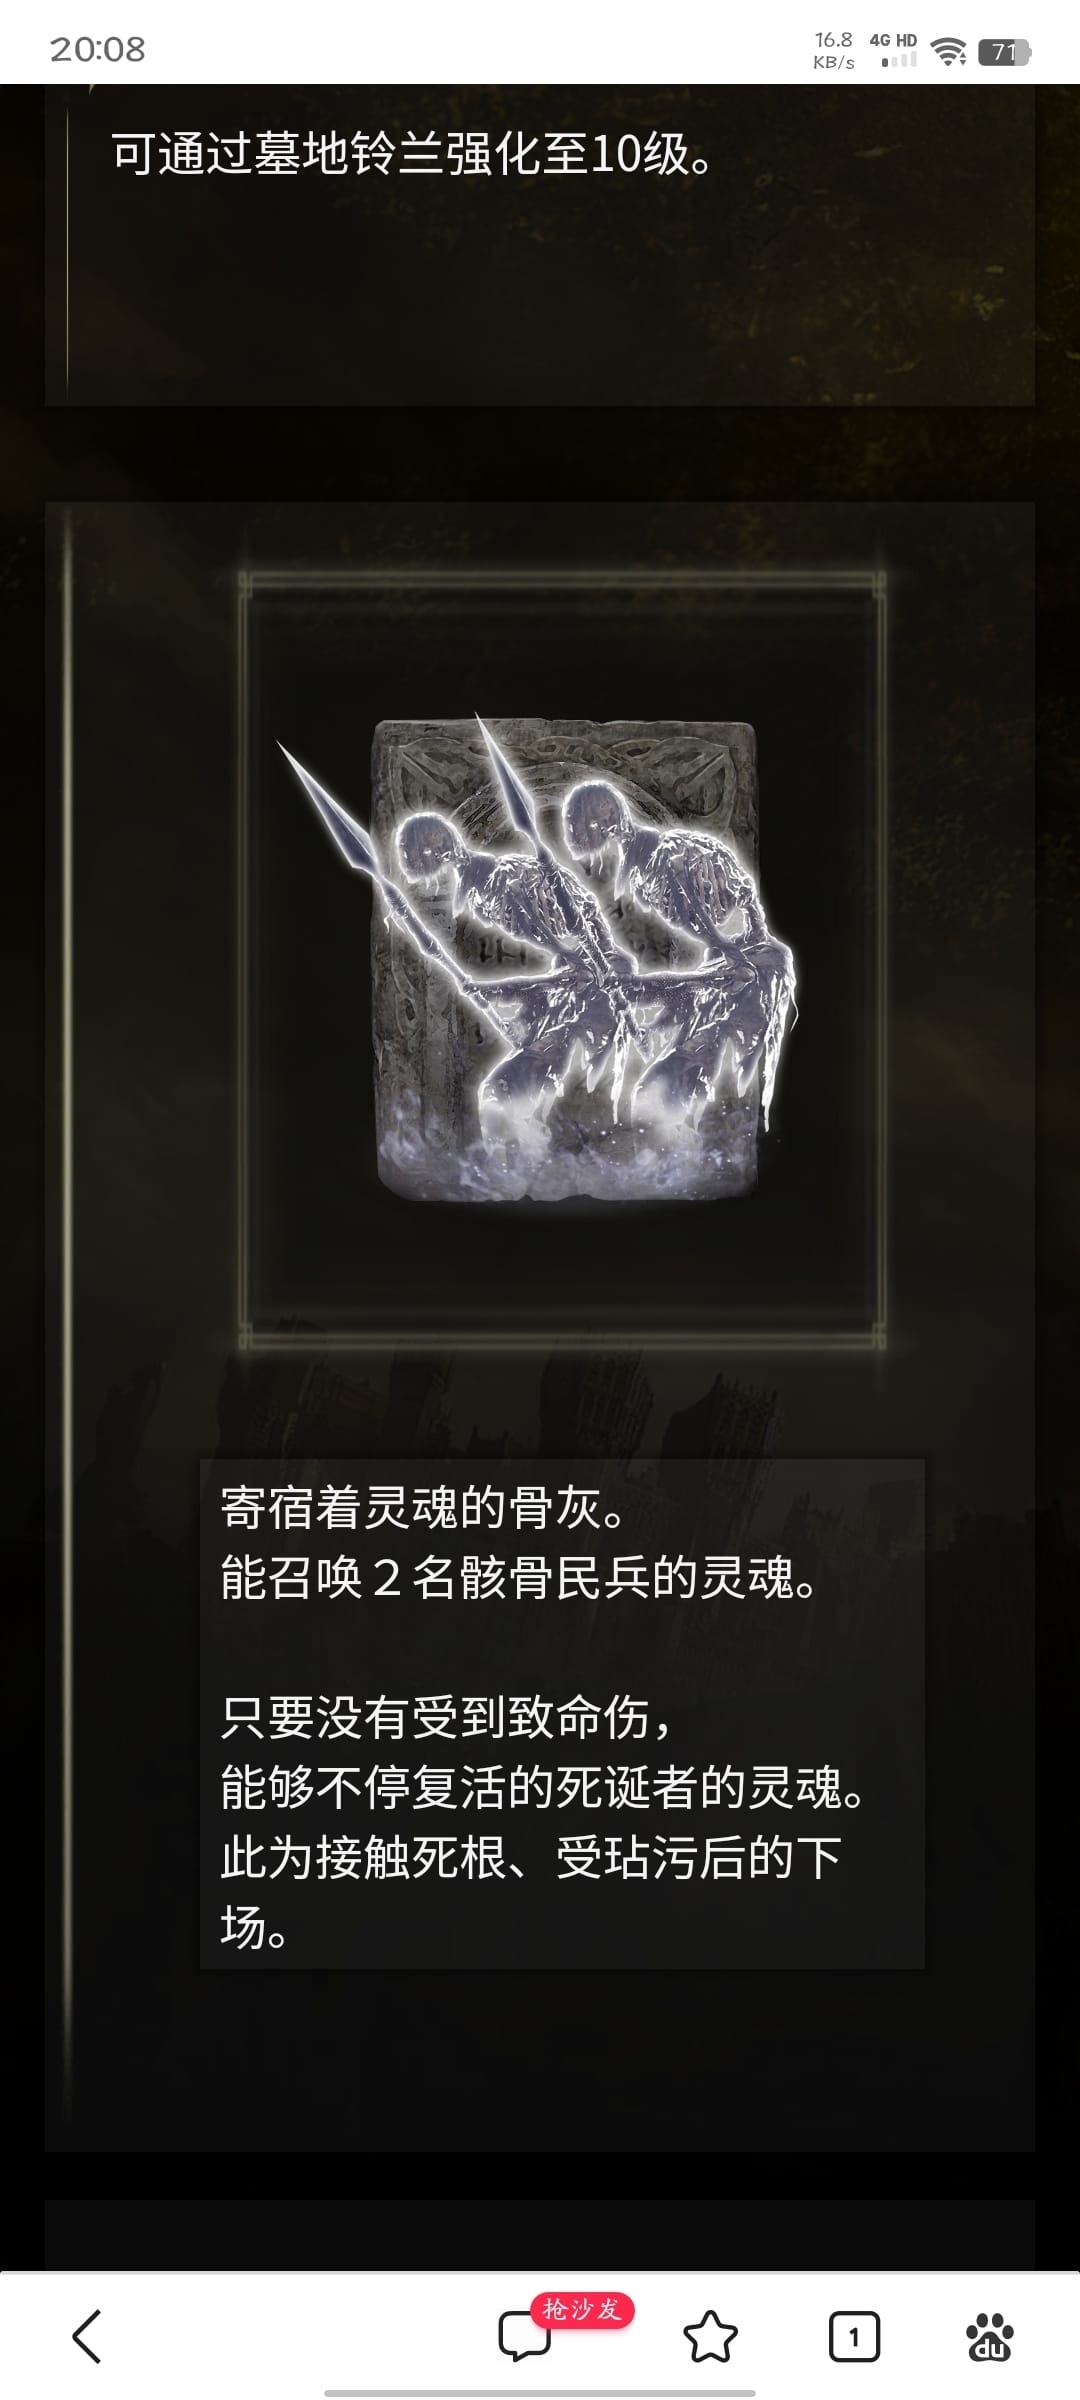 20:08
16.8
KB/s
4G HD
71
可通过墓地铃兰强化至10级。
寄宿着灵魂的骨灰。
能召唤２名骸骨民兵的灵魂。
只要没有受到致命伤，
能够不停复活的死诞者的灵魂。
此为接触死根、受玷污后的下
场。
抢沙发
1
du